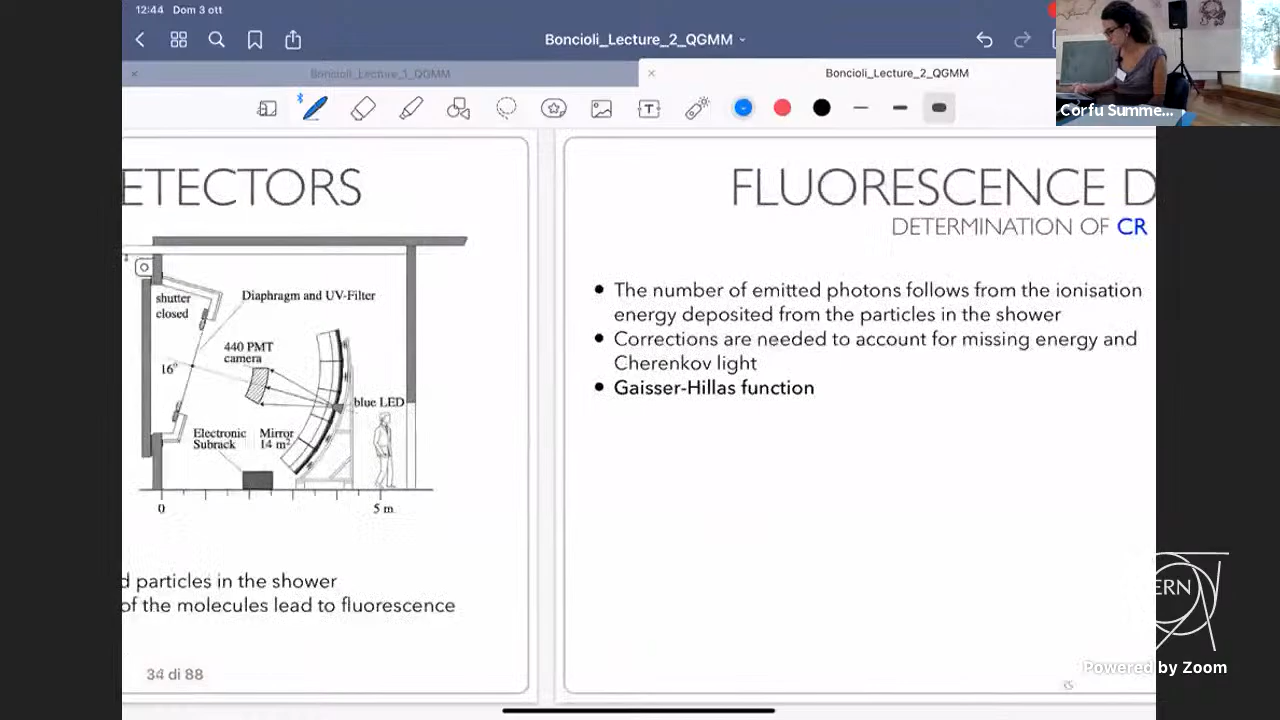 12:44 Dom 3 ott
Boncioli_Lecture_2_QGMM
Boncioli_Lecture_1_QGMM
Boncioli_Lecture_2_QGMM
Corfu Summe...
ETECTORS
shutter
closed
Diaphragm and UV-Filter
440 PMT
camera
16°
blue LED
Electronic
Subrack
Mirror
14 m²
0
5 m
d particles in the shower
of the molecules lead to fluorescence
34 di 88
FLUORESCENCE D
DETERMINATION OF CR
• The number of emitted photons follows from the ionisation
energy deposited from the particles in the shower
• Corrections are needed to account for missing energy and
Cherenkov light
• Gaisser-Hillas function
ERN
Powered by Zoom